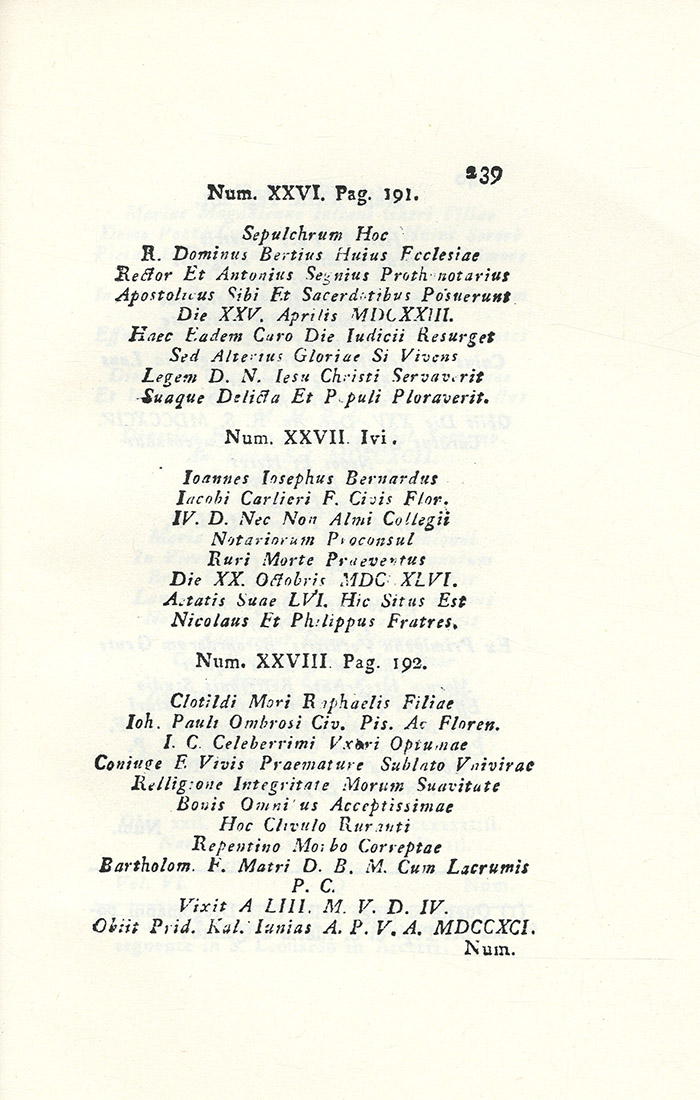 239
Num. XXVI. Pag. 191.
Sepulchrum Hoc
R. Dominus Bertius Huius Ecclesiae
Rector Et Antonius Segnius Prothonotarius
Apostolicus Sibi Et Sacerdotibus Posuerunt
Die XXV. Aprilis MDCXXIII.
Haec Eadem Caro Die Iudicii Resurget
Sed Alterius Gloriae Si Vivens
Legem D. N. Iesu Christi Servaverit
Suaque Delicta Et Populi Ploraverit.
Num. XXVII. Ivi.
Ioannes Iosephus Bernardus
Iacobi Carlieri F. Civis Flor.
IV. D. Nec Non Almi Collegii
Notariorum Proconsul
Ruri Morte Praeventus
Die XX. Octobris MDC XLVI.
Aetatis Suae LVI. Hic Situs Est
Nicolaus Et Philippus Fratres.
Num. XXVIII. Pag. 192.
Clotildi Mori Raphaelis Filiae
Ioh. Pauli Ombrosi Civ. Pis. Ac Floren.
I. C. Celeberrimi Vxori Optumae
Coniuge E Vivis Praemature Sublato Vnivirae
Relligione Integritate Morum Suavitate
Bonis Omnibus Acceptissimae
Hoc Clivulo Ruranti
Repentino Morbo Correptae
Bartholom. F. Matri D. B. M. Cum Lacrumis
P. C.
Vixit A LIII. M. V. D. IV.
Obiit Prid. Kal. Iunias A. P. V. A. MDCCXCI.
Num.